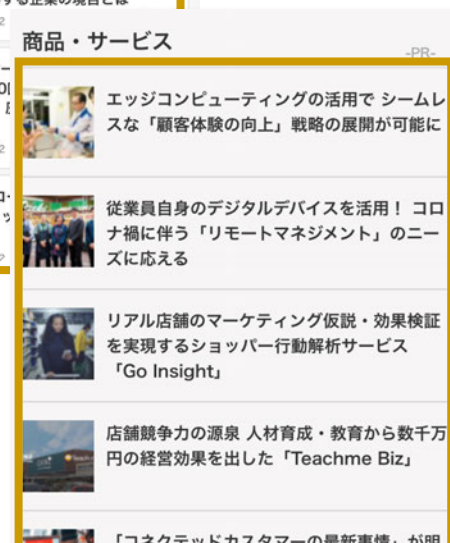 する企業の境目とは
商品・サービス
-PR-
エッジコンピューティングの活用で シームレ
スな「顧客体験の向上」戦略の展開が可能に
従業員自身のデジタルデバイスを活用！ コロ
ナ禍に伴う「リモートマネジメント」のニー
ズに応える
リアル店舗のマーケティング仮説・効果検証
を実現するショッパー行動解析サービス
「Go Insight」
店舗競争力の源泉 人材育成・教育から数千万
円の経営効果を出した「Teachme Biz」
「コネクテッドカスタマーの最新事情」が明